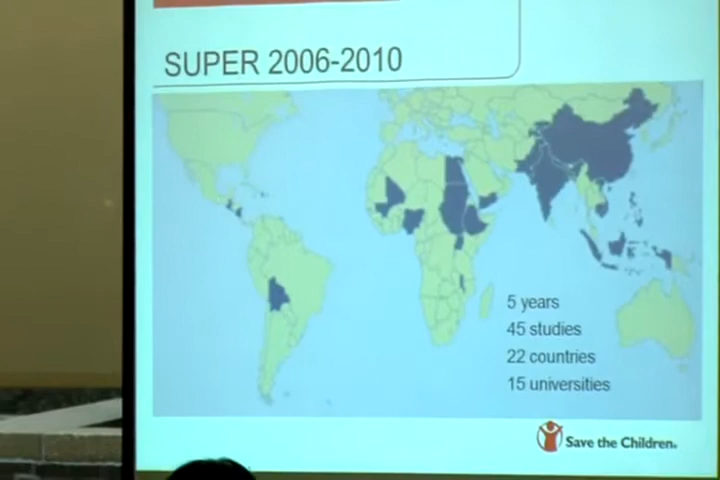 SUPER 2006-2010
5 years
45 studies
22 countries
15 universities
Save the Children.